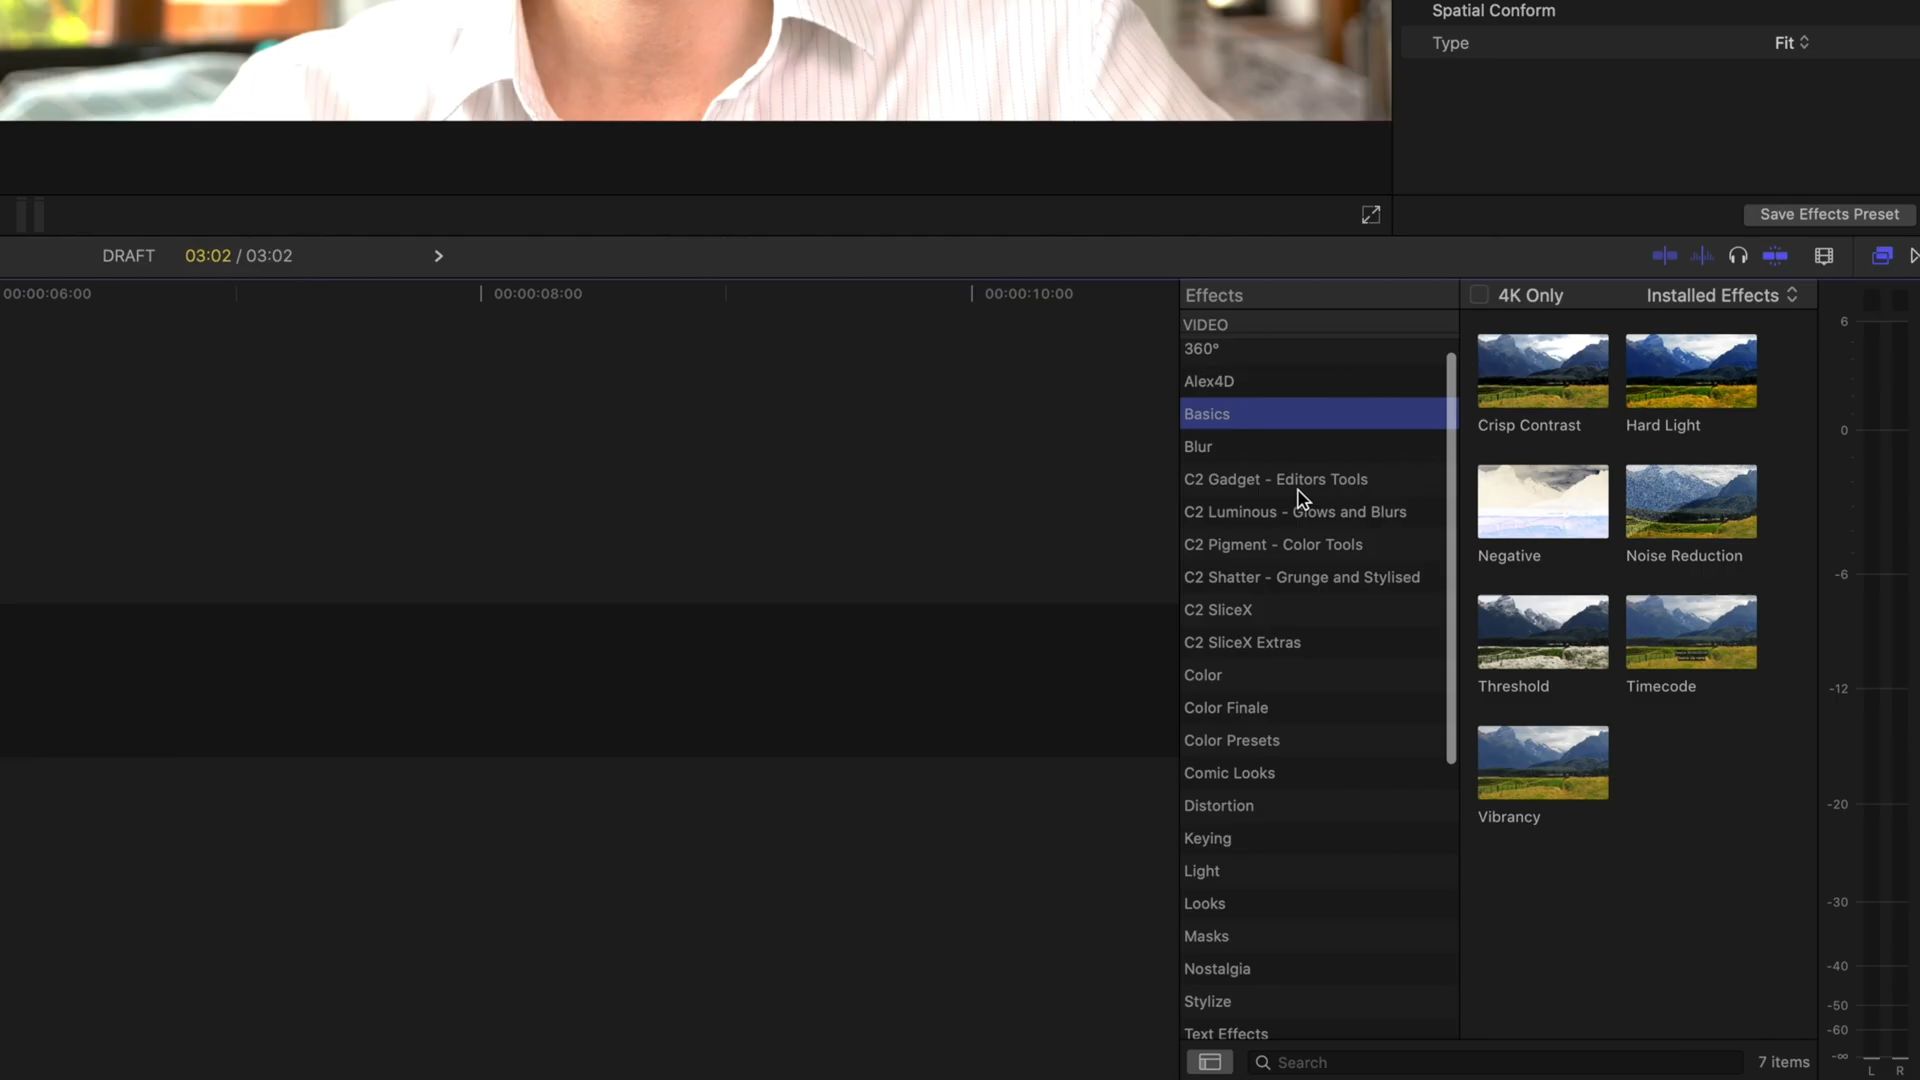 Spatial Conform
Type Fit
Save Effects Preset
DRAFT 03:02 / 03:02
00:00:06:00 00:00:08:00 00:00:10:00
Effects
4K Only Installed Effects
VIDEO
360°
Alex4D
Basics
Blur
C2 Gadget - Editors Tools
C2 Luminous - Glows and Blurs
C2 Pigment - Color Tools
C2 Shatter - Grunge and Stylised
C2 SliceX
C2 SliceX Extras
Color
Color Finale
Color Presets
Comic Looks
Distortion
Keying
Light
Looks
Masks
Nostalgia
Stylize
Text Effects
Crisp Contrast Hard Light
Negative Noise Reduction
Threshold Timecode
Vibrancy
Search 7 items
6
0
-6
-12
-20
-30
-40
-50
-60
-∞
L R